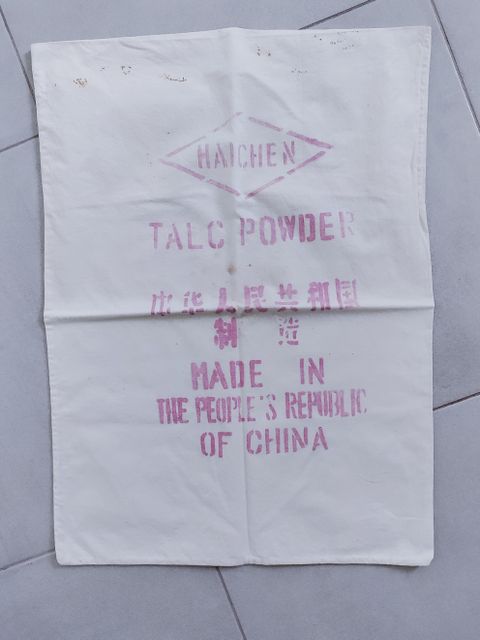 HAICHEN
TALC POWDER
中华人民共和国
制造
MADE IN
THE PEOPLE'S REPUBLIC
OF CHINA